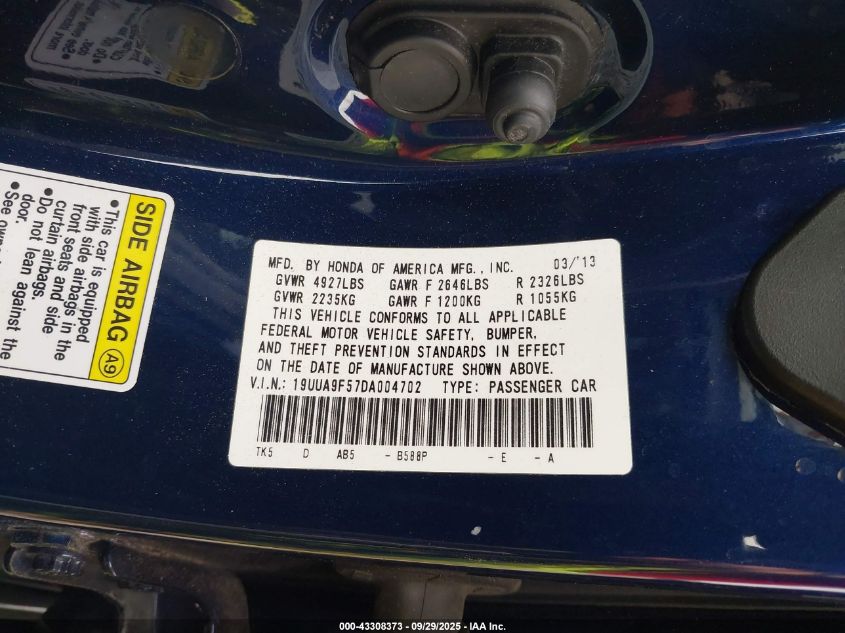 MFD. BY HONDA OF AMERICA MFG., INC. 03/'13
GVWR 4927LBS GAWR F 2646LBS R 2326LBS
GVWR 2235KG GAWR F 1200KG R 1055KG
THIS VEHICLE CONFORMS TO ALL APPLICABLE
FEDERAL MOTOR VEHICLE SAFETY, BUMPER,
AND THEFT PREVENTION STANDARDS IN EFFECT
ON THE DATE OF MANUFACTURE SHOWN ABOVE.
V.I.N.: 19UUA9F57DA004702 TYPE: PASSENGER CAR
TK5 D AB5 - B588P - E - A
SIDE AIRBAG A9
•This car is equipped
with side airbags in the
front seats and side
curtain airbags.
•Do not lean against the
door.
•See
000-43308373 - 09/29/2025 - IAA Inc.